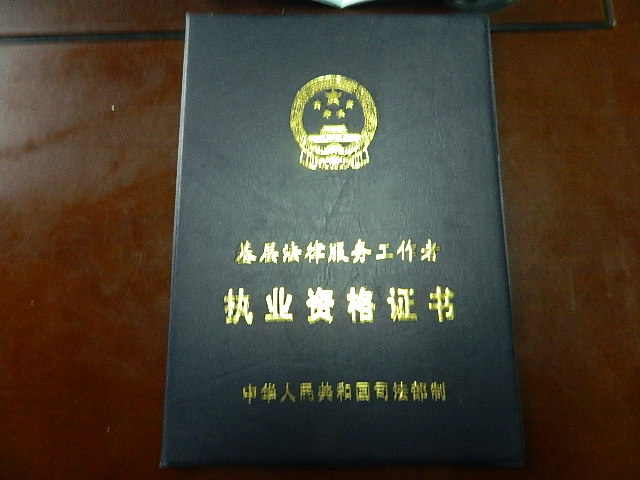 基层法律服务工作者
执业资格证书
中华人民共和国司法部制